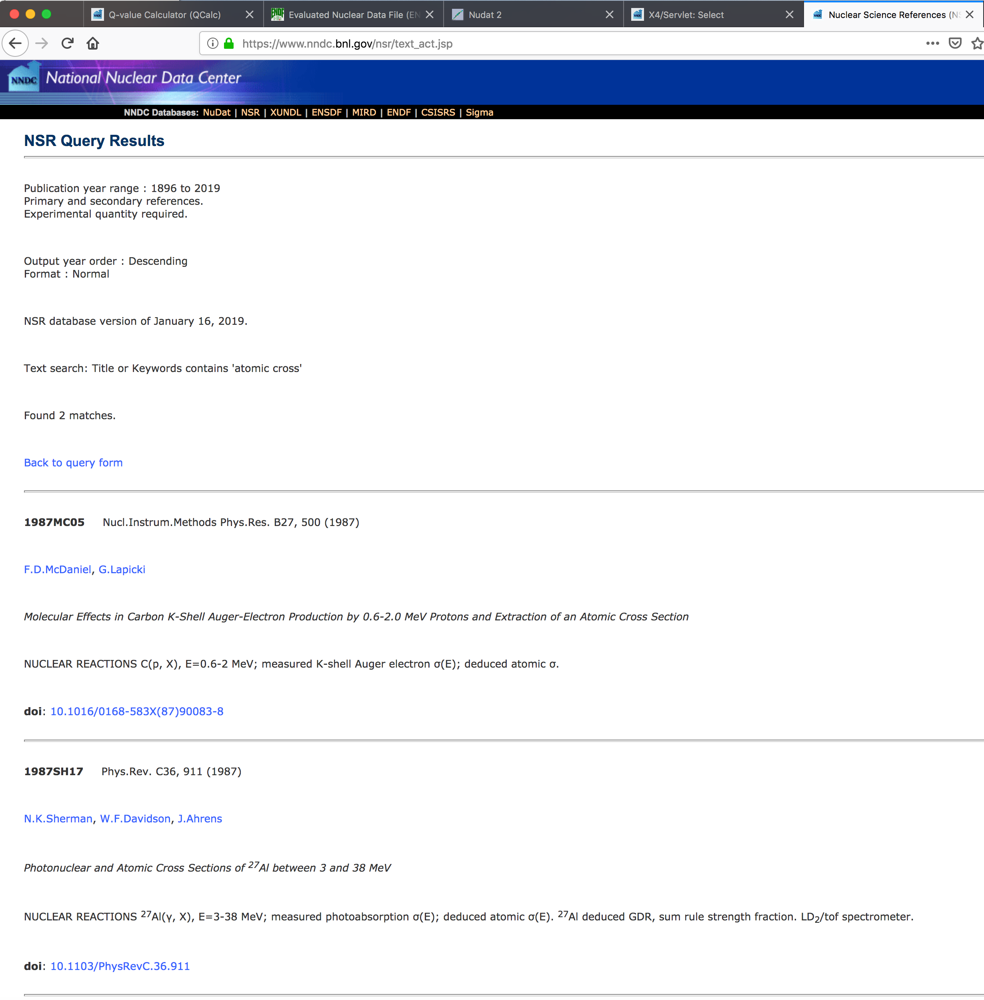 Q-value Calculator (QCalc) Evaluated Nuclear Data File (EN Nudat 2 X4/Servlet: Select Nuclear Science References (NS
https://www.nndc.bnl.gov/nsr/text_act.jsp
NNDC National Nuclear Data Center
NNDC Databases: NuDat | NSR | XUNDL | ENSDF | MIRD | ENDF | CSISRS | Sigma
NSR Query Results
Publication year range : 1896 to 2019
Primary and secondary references.
Experimental quantity required.
Output year order : Descending
Format : Normal
NSR database version of January 16, 2019.
Text search: Title or Keywords contains 'atomic cross'
Found 2 matches.
Back to query form
1987MC05 Nucl.Instrum.Methods Phys.Res. B27, 500 (1987)
F.D.McDaniel, G.Lapicki
Molecular Effects in Carbon K-Shell Auger-Electron Production by 0.6-2.0 MeV Protons and Extraction of an Atomic Cross Section
NUCLEAR REACTIONS C(p, X), E=0.6-2 MeV; measured K-shell Auger electron σ(E); deduced atomic σ.
doi: 10.1016/0168-583X(87)90083-8
1987SH17 Phys.Rev. C36, 911 (1987)
N.K.Sherman, W.F.Davidson, J.Ahrens
Photonuclear and Atomic Cross Sections of ²⁷Al between 3 and 38 MeV
NUCLEAR REACTIONS ²⁷Al(γ, X), E=3-38 MeV; measured photoabsorption σ(E); deduced atomic σ(E). ²⁷Al deduced GDR, sum rule strength fraction. LD₂/tof spectrometer.
doi: 10.1103/PhysRevC.36.911